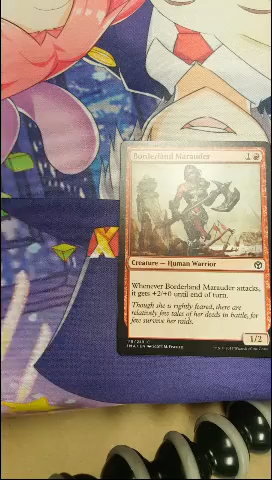 Borderland Marauder 1
Creature — Human Warrior
Whenever Borderland Marauder attacks,
it gets +2/+0 until end of turn.
Though she is rightly feared, there are
relatively few tales of her deeds in battle, for
few survive her raids.
1/2